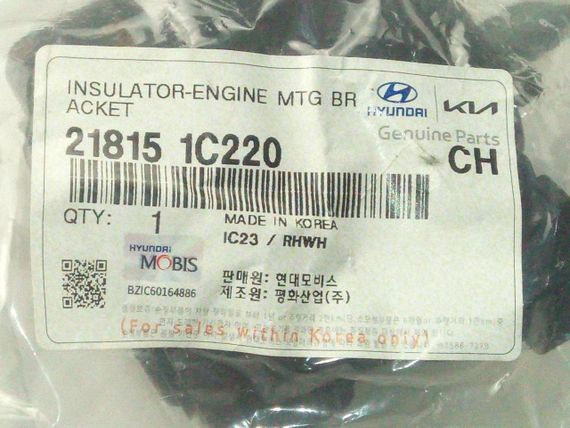 INSULATOR-ENGINE MTG BR
ACKET
HYUNDAI KIA
Genuine Parts
21815 1C220
CH
QTY: 1
MADE IN KOREA
IC23 / RHWH
HYUNDAI
MOBIS
BZIC60164886
판매원: 현대모비스
제조원: 평화산업(주)
(For sales within Korea only)